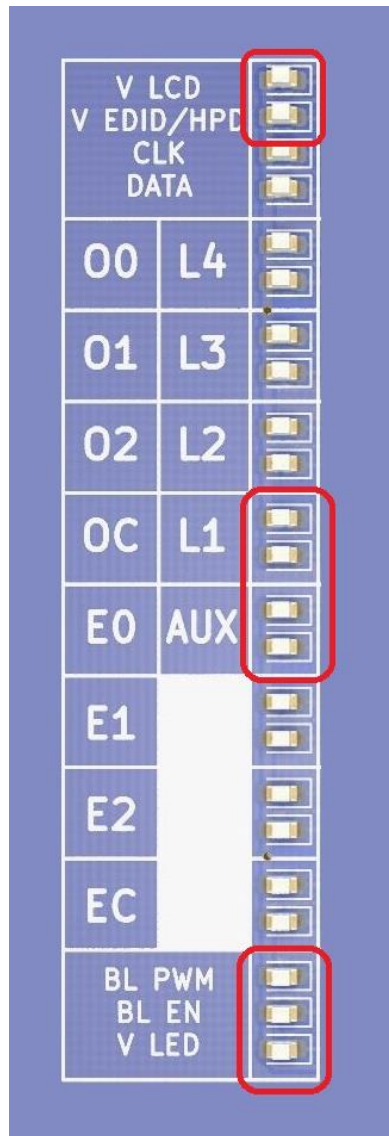 V LCD
V EDID/HPD
CLK
DATA
O0 L4
O1 L3
O2 L2
OC L1
E0 AUX
E1
E2
EC
BL PWM
BL EN
V LED